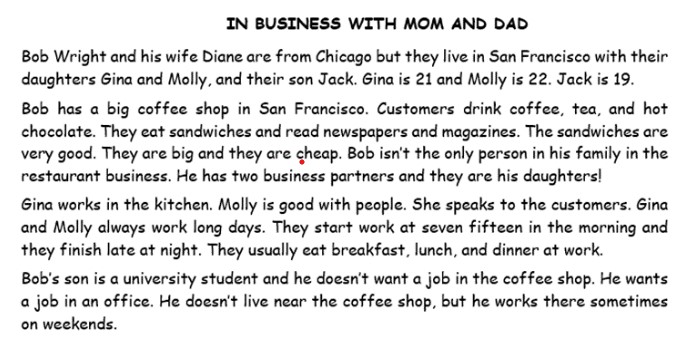 IN BUSINESS WITH MOM AND DAD
Bob Wright and his wife Diane are from Chicago but they live in San Francisco with their
daughters Gina and Molly, and their son Jack. Gina is 21 and Molly is 22. Jack is 19.
Bob has a big coffee shop in San Francisco. Customers drink coffee, tea, and hot
chocolate. They eat sandwiches and read newspapers and magazines. The sandwiches are
very good. They are big and they are cheap. Bob isn't the only person in his family in the
restaurant business. He has two business partners and they are his daughters!
Gina works in the kitchen. Molly is good with people. She speaks to the customers. Gina
and Molly always work long days. They start work at seven fifteen in the morning and
they finish late at night. They usually eat breakfast, lunch, and dinner at work.
Bob's son is a university student and he doesn't want a job in the coffee shop. He wants
a job in an office. He doesn't live near the coffee shop, but he works there sometimes
on weekends.